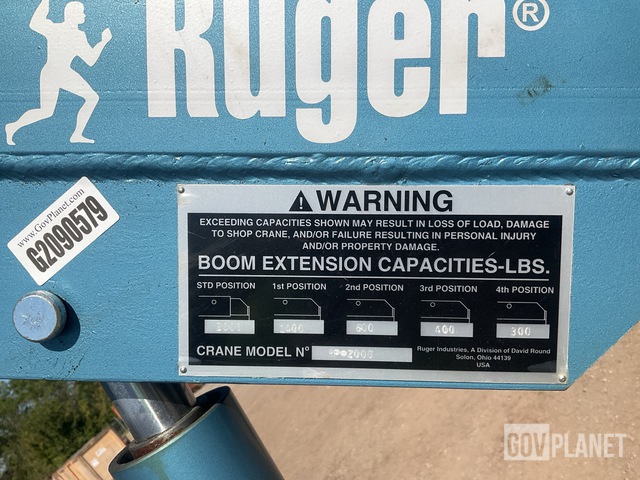 Ruger®
www.GovPlanet.com
G2090579
WARNING
EXCEEDING CAPACITIES SHOWN MAY RESULT IN LOSS OF LOAD, DAMAGE
TO SHOP CRANE, AND/OR FAILURE RESULTING IN PERSONAL INJURY
AND/OR PROPERTY DAMAGE.
BOOM EXTENSION CAPACITIES-LBS.
STD POSITION 1st POSITION 2nd POSITION 3rd POSITION 4th POSITION
600 400 300
CRANE MODEL Nº
Ruger Industries, A Division of David Round
Solon, Ohio 44139
USA
GOVPLANET